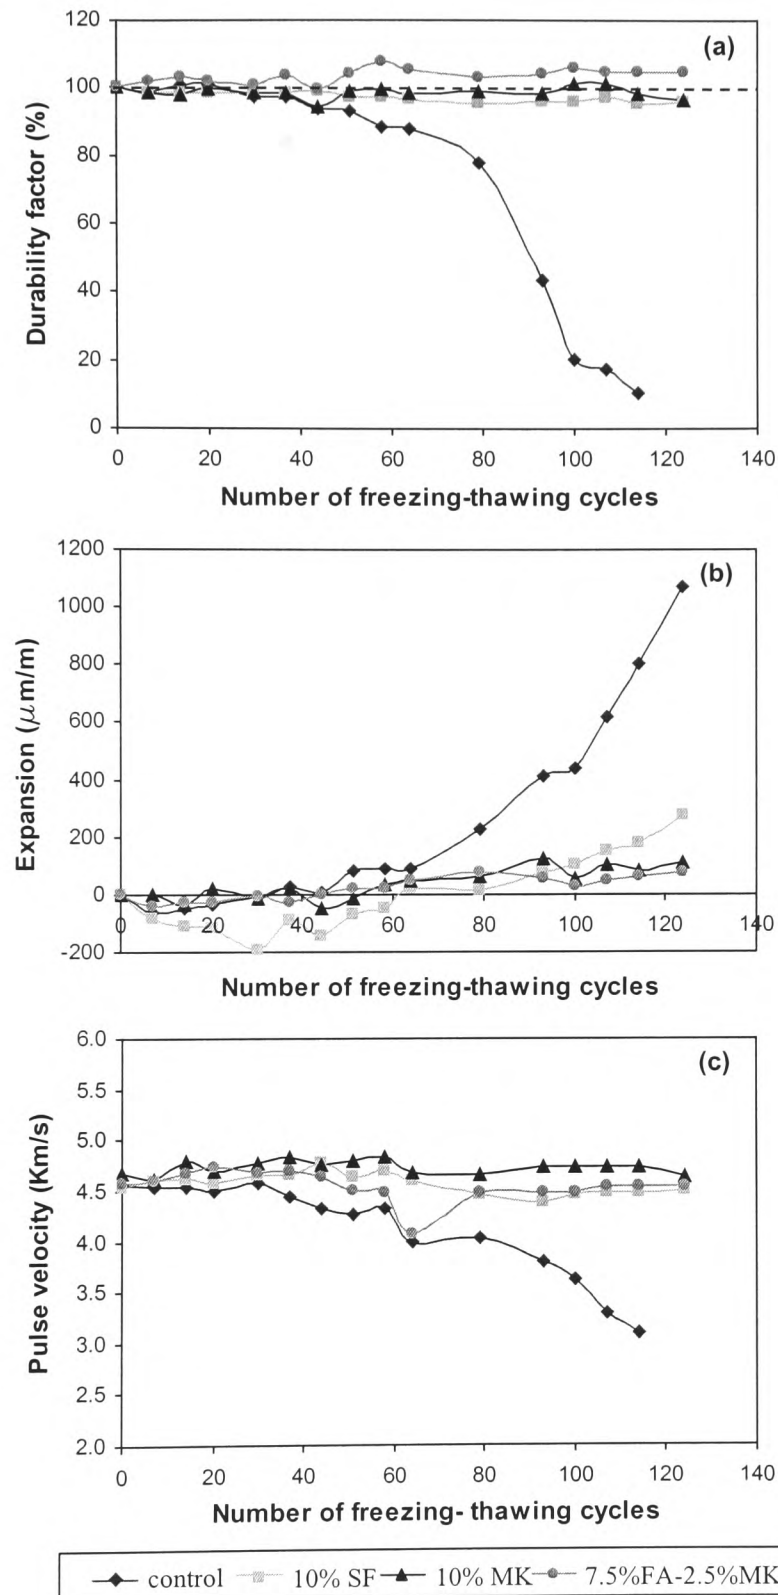 120
(a)
100
80
60
40
20
0
Durability factor (%)
0 20 40 60 80 100 120 140
Number of freezing-thawing cycles
1200
(b)
1000
800
600
400
200
0
-200
Expansion (μm/m)
0 20 40 60 80 100 120 140
Number of freezing-thawing cycles
6.0
(c)
5.5
5.0
4.5
4.0
3.5
3.0
2.5
2.0
Pulse velocity (Km/s)
0 20 40 60 80 100 120 140
Number of freezing- thawing cycles
control 10% SF 10% MK 7.5%FA-2.5%MK